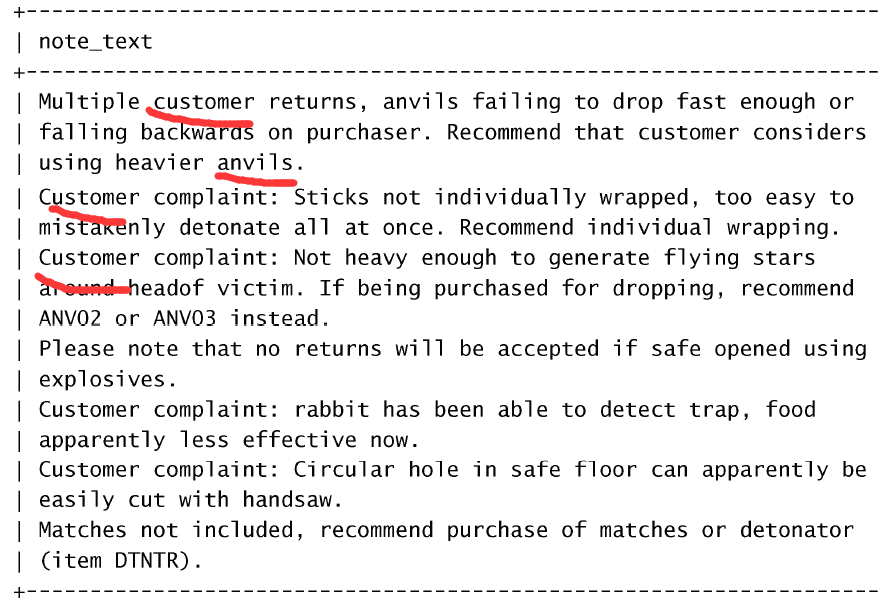 +---------------------------------------------------------------
| note_text
+---------------------------------------------------------------
| Multiple customer returns, anvils failing to drop fast enough or
| falling backwards on purchaser. Recommend that customer considers
| using heavier anvils.
| Customer complaint: Sticks not individually wrapped, too easy to
| mistakenly detonate all at once. Recommend individual wrapping.
| Customer complaint: Not heavy enough to generate flying stars
| around headof victim. If being purchased for dropping, recommend
| ANV02 or ANV03 instead.
| Please note that no returns will be accepted if safe opened using
| explosives.
| Customer complaint: rabbit has been able to detect trap, food
| apparently less effective now.
| Customer complaint: Circular hole in safe floor can apparently be
| easily cut with handsaw.
| Matches not included, recommend purchase of matches or detonator
| (item DTNTR).
+---------------------------------------------------------------